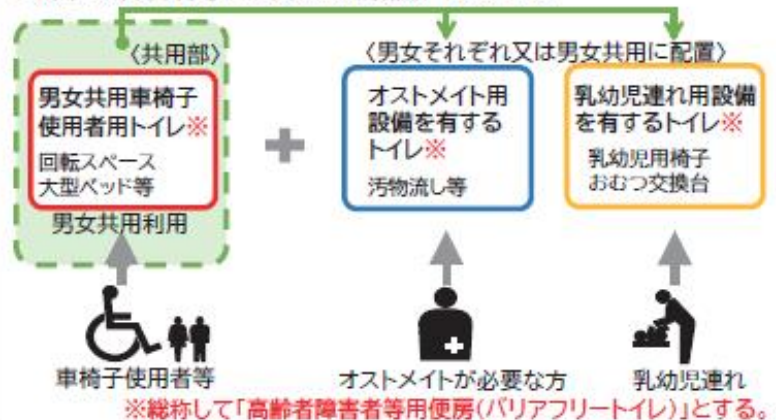 〈共用部〉
〈男女それぞれ又は男女共用に配置〉
男女共用車椅子
使用者用トイレ※
回転スペース
大型ベッド等
男女共用利用
オストメイト用
設備を有する
トイレ※
汚物流し等
乳幼児連れ用設備
を有するトイレ※
乳幼児用椅子
おむつ交換台
車椅子使用者等
オストメイトが必要な方
乳幼児連れ
※総称して「高齢者障害者等用便房(バリアフリートイレ)」とする。